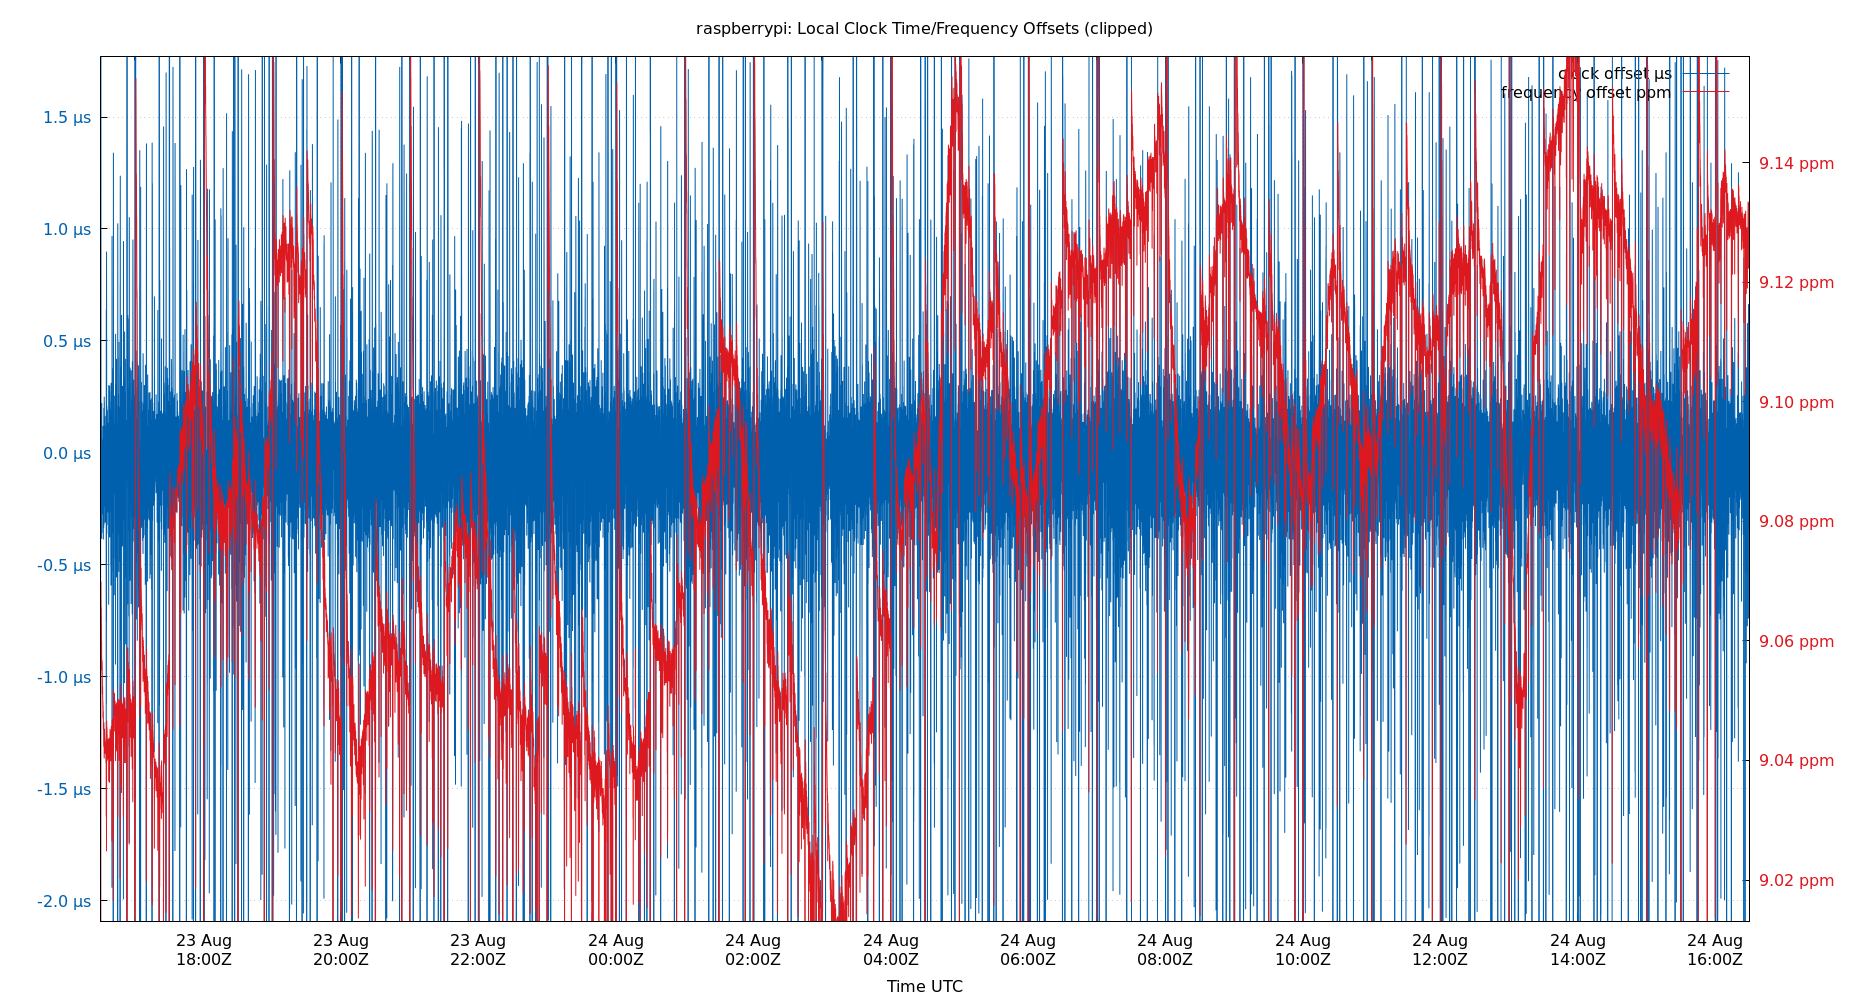 raspberrypi: Local Clock Time/Frequency Offsets (clipped)
clock offset µs
frequency offset ppm
1.5 µs
1.0 µs
0.5 µs
0.0 µs
-0.5 µs
-1.0 µs
-1.5 µs
-2.0 µs
9.14 ppm
9.12 ppm
9.10 ppm
9.08 ppm
9.06 ppm
9.04 ppm
9.02 ppm
23 Aug 23 Aug 23 Aug 24 Aug 24 Aug 24 Aug 24 Aug 24 Aug 24 Aug 24 Aug 24 Aug 24 Aug
18:00Z 20:00Z 22:00Z 00:00Z 02:00Z 04:00Z 06:00Z 08:00Z 10:00Z 12:00Z 14:00Z 16:00Z
Time UTC